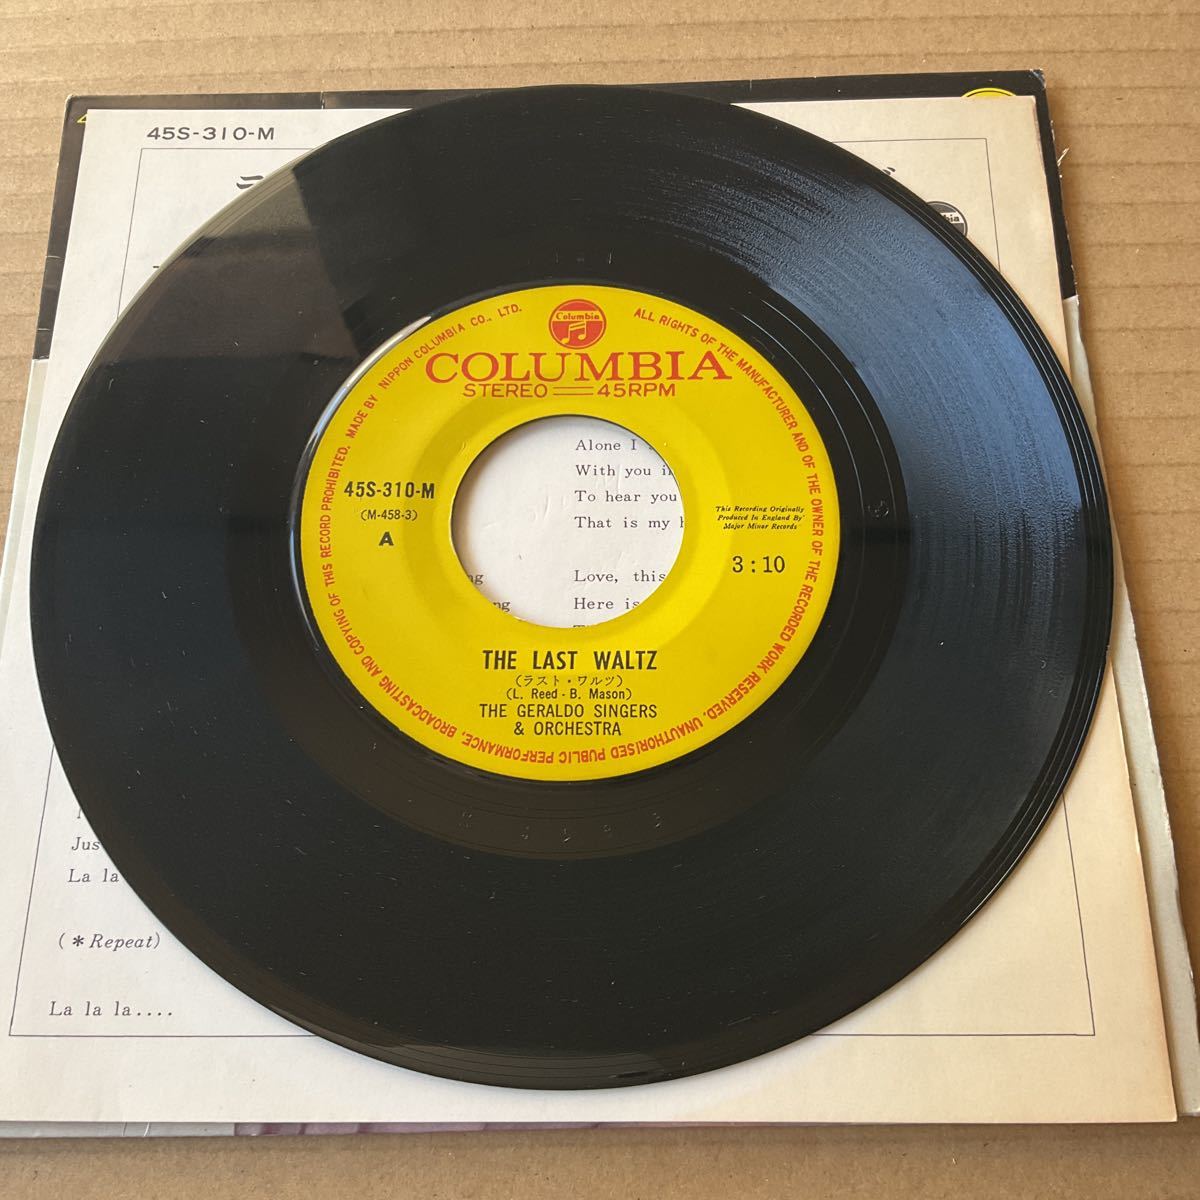 45S-310-M
Columbia
COLUMBIA
STEREO 45RPM
MADE BY NIPPON COLUMBIA CO., LTD.
ALL RIGHTS OF THE MANUFACTURER AND OF THE OWNER OF THE RECORDED WORK RESERVED. UNAUTHORISED PUBLIC PERFORMANCE, BROADCASTING AND COPYING OF THIS RECORD PROHIBITED.
45S-310-M
(M-458-3)
A
This Recording Originally
Produced In England By
Major Minor Records
3:10
THE LAST WALTZ
(ラスト・ワルツ)
(L. Reed - B. Mason)
THE GERALDO SINGERS
& ORCHESTRA
Alone I
With you
To hear you
That is my
Love, this
Here is
La la
(*Repeat)
La la la....